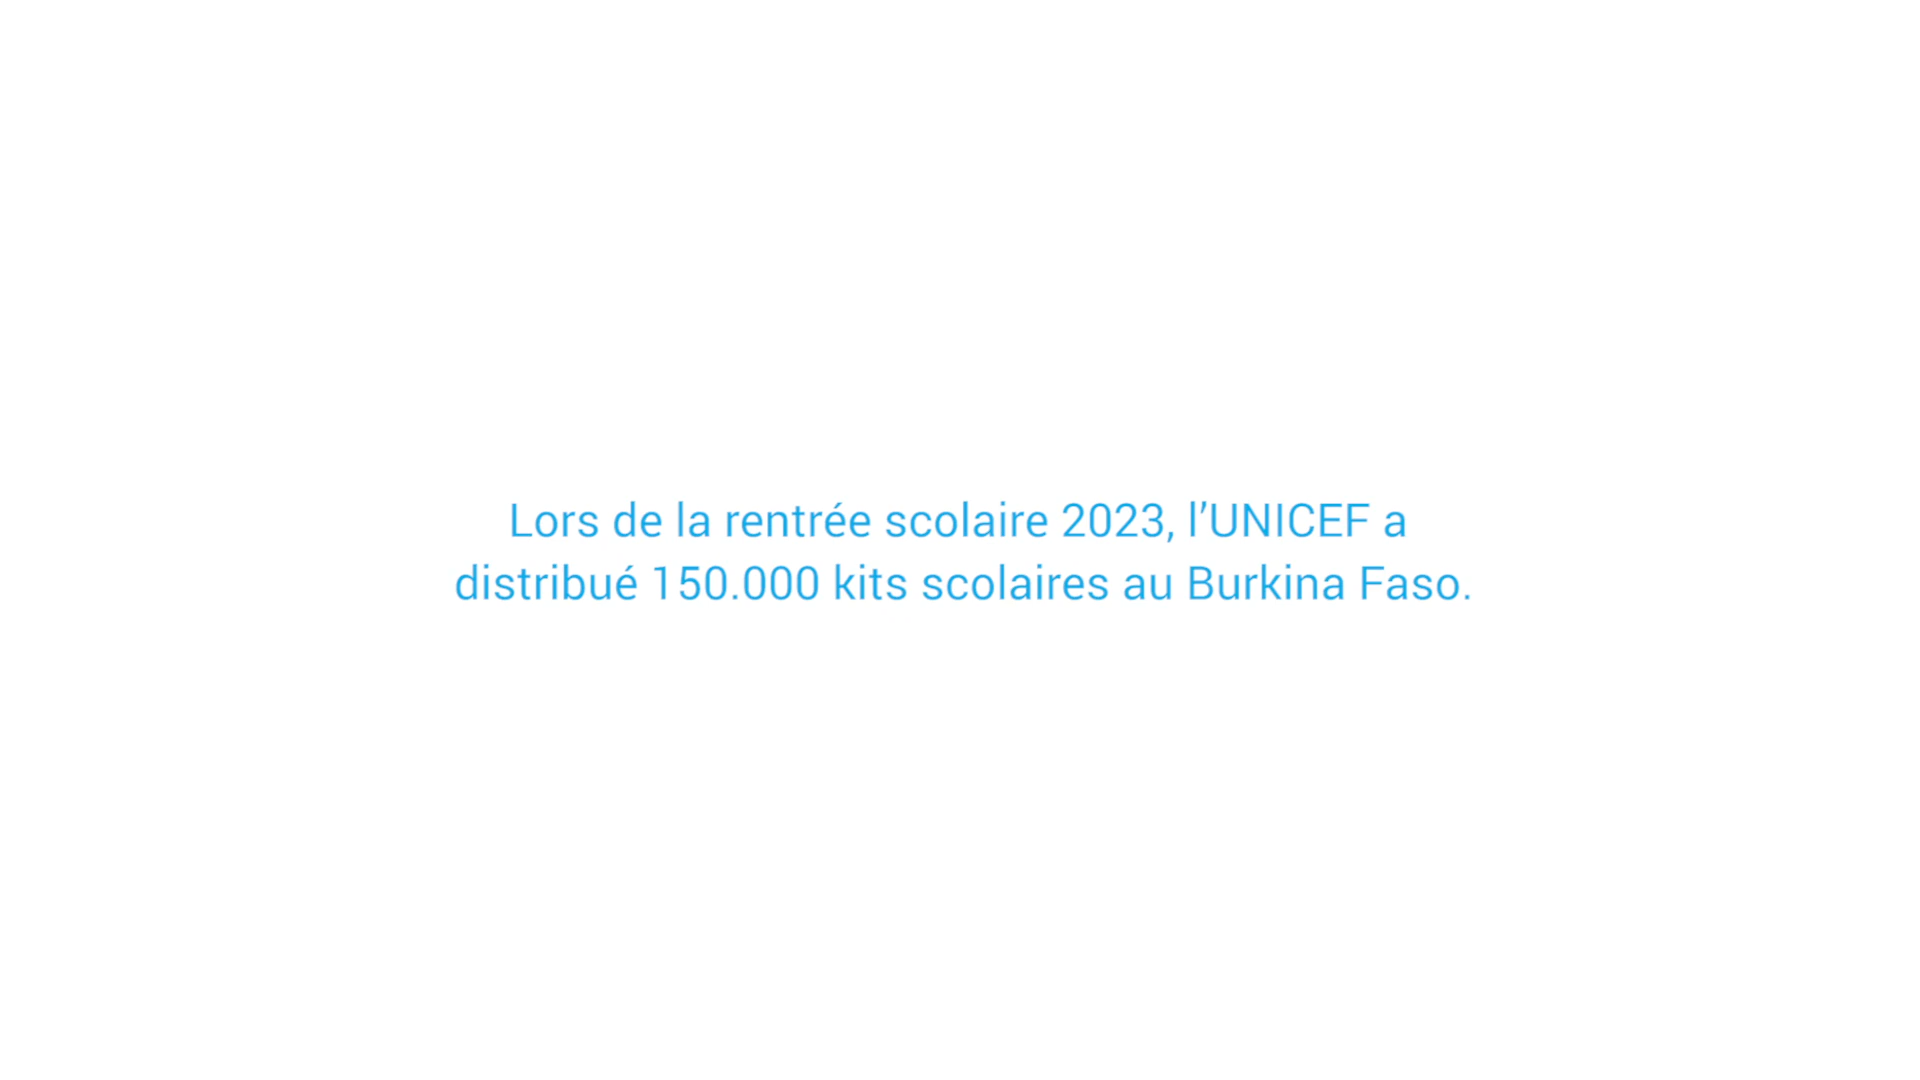 Lors de la rentrée scolaire 2023, l’UNICEF a
distribué 150.000 kits scolaires au Burkina Faso.